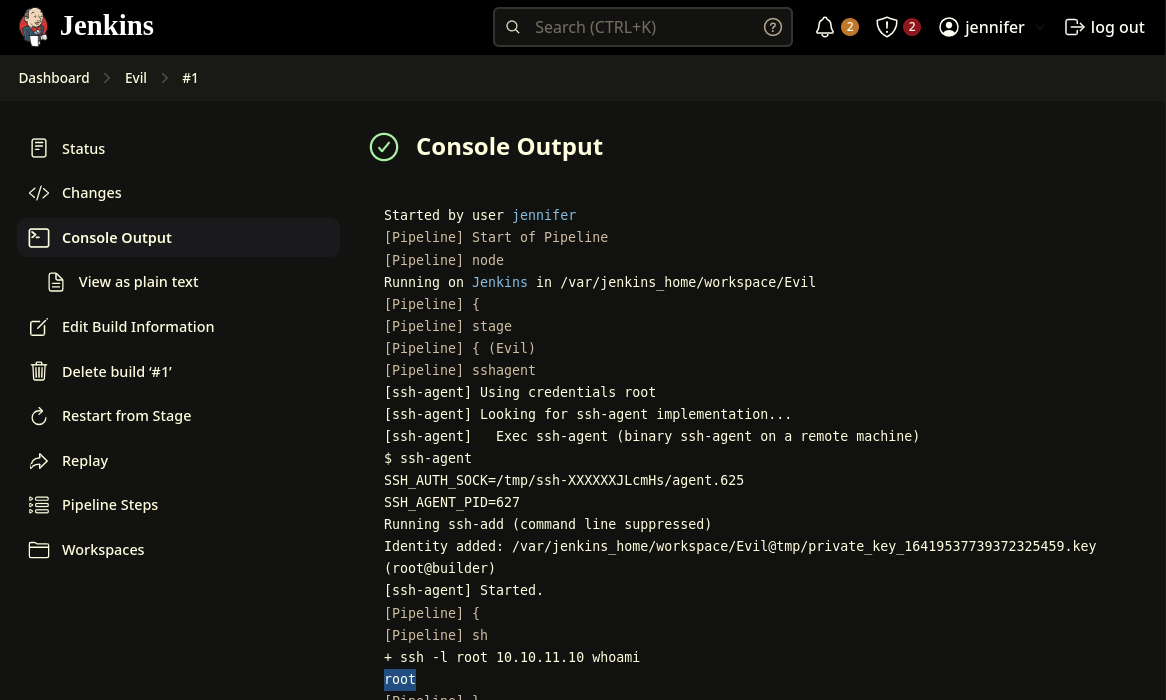 Jenkins
Search (CTRL+K)
2
2
jennifer
log out
Dashboard
Evil
#1
Status
Changes
Console Output
View as plain text
Edit Build Information
Delete build ‘#1’
Restart from Stage
Replay
Pipeline Steps
Workspaces
Console Output
Started by user jennifer
[Pipeline] Start of Pipeline
[Pipeline] node
Running on Jenkins in /var/jenkins_home/workspace/Evil
[Pipeline] {
[Pipeline] stage
[Pipeline] { (Evil)
[Pipeline] sshagent
[ssh-agent] Using credentials root
[ssh-agent] Looking for ssh-agent implementation...
[ssh-agent]   Exec ssh-agent (binary ssh-agent on a remote machine)
$ ssh-agent
SSH_AUTH_SOCK=/tmp/ssh-XXXXXXJLcmHs/agent.625
SSH_AGENT_PID=627
Running ssh-add (command line suppressed)
Identity added: /var/jenkins_home/workspace/Evil@tmp/private_key_16419537739372325459.key
(root@builder)
[ssh-agent] Started.
[Pipeline] {
[Pipeline] sh
+ ssh -l root 10.10.11.10 whoami
root
[Pipeline] }